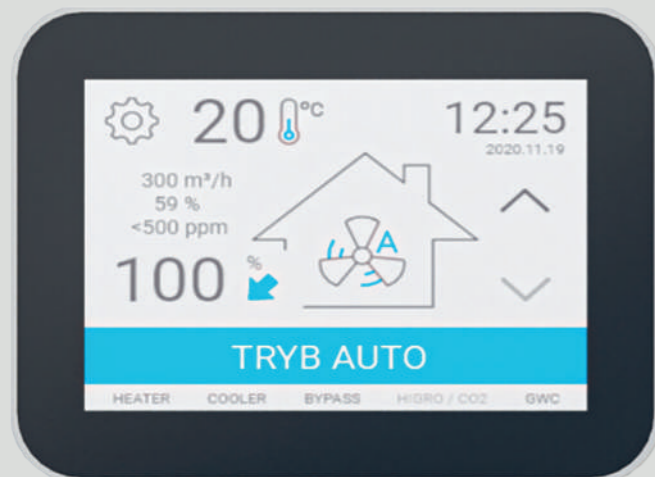 20 °C
12:25
2020.11.19
300 m³/h
59 %
<500 ppm
100 %
A
TRYB AUTO
HEATER COOLER BYPASS HIGRO / CO2 GWC